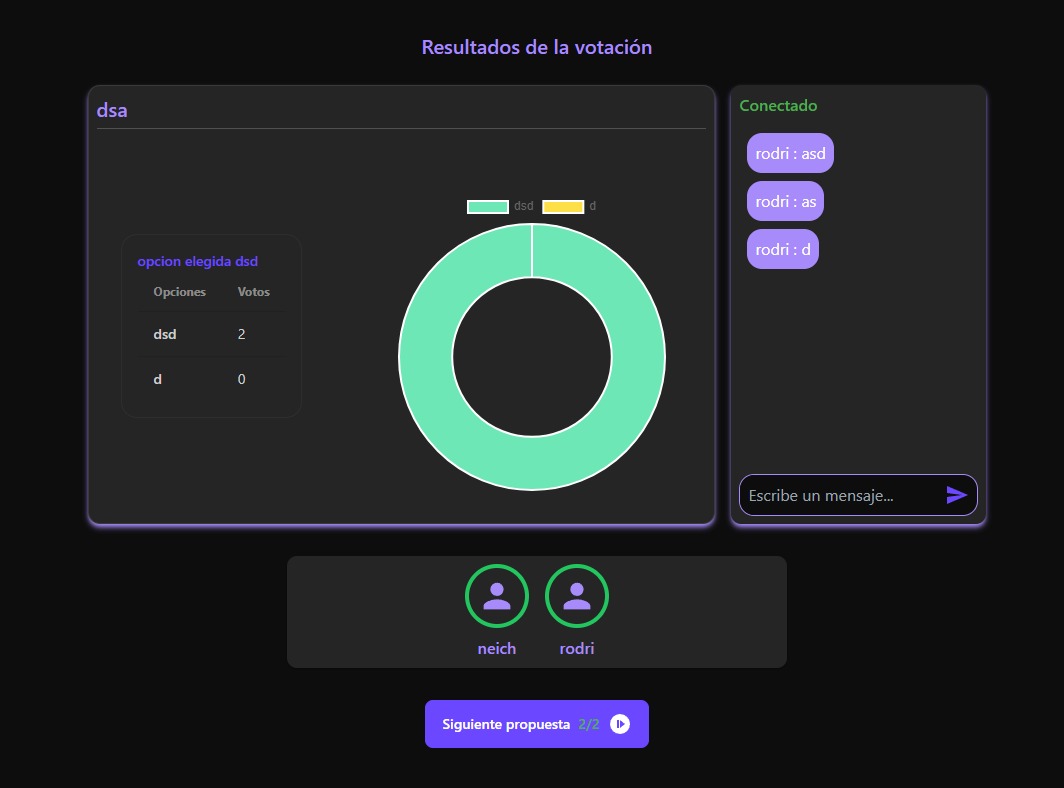 Resultados de la votación
dsa
dsd d
opcion elegida dsd
Opciones Votos
dsd 2
d 0
Conectado
rodri : asd
rodri : as
rodri : d
Escribe un mensaje...
neich rodri
Siguiente propuesta 2/2